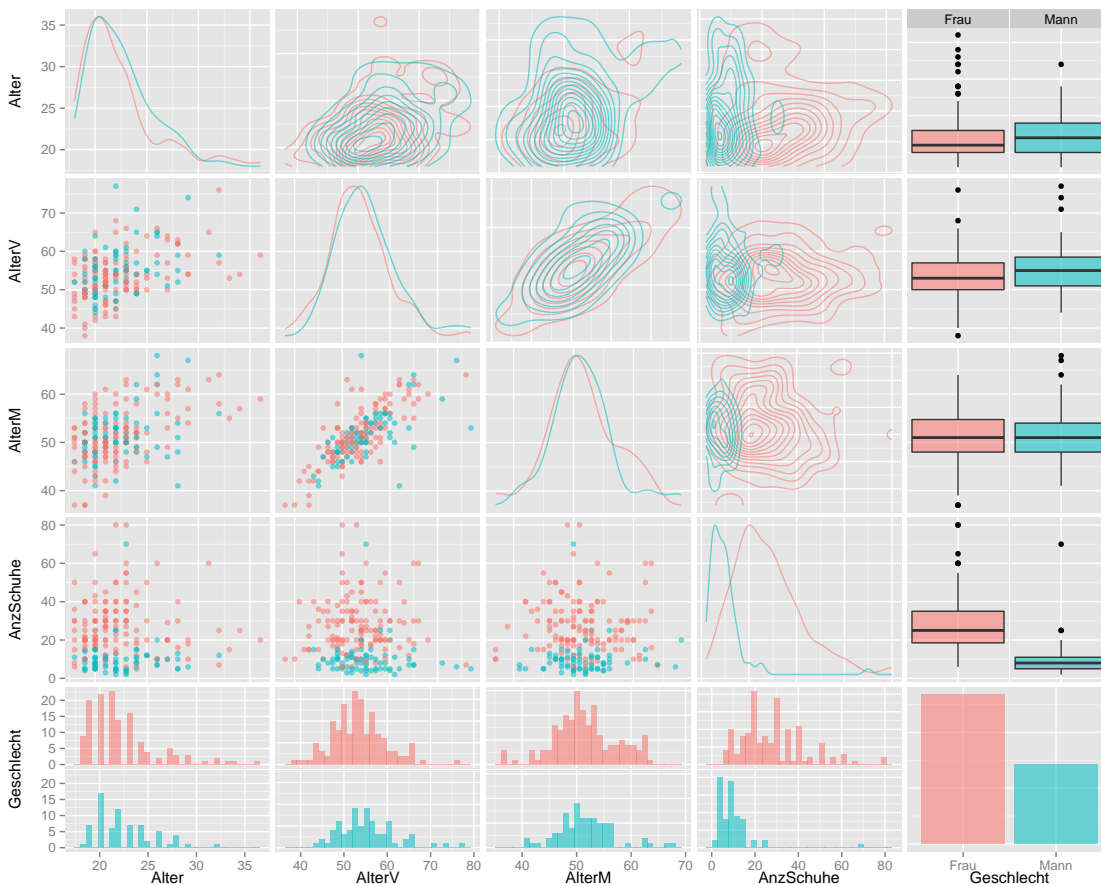 Frau Mann
35
30
25
20
Alter
70
60
50
40
AlterV
60
50
40
AlterM
80
60
40
20
0
AnzSchuhe
20
15
10
5
0
20
15
10
5
0
Geschlecht
20 25 30 35
40 50 60 70 80
40 50 60 70
0 20 40 60 80
Frau Mann
Alter AlterV AlterM AnzSchuhe Geschlecht